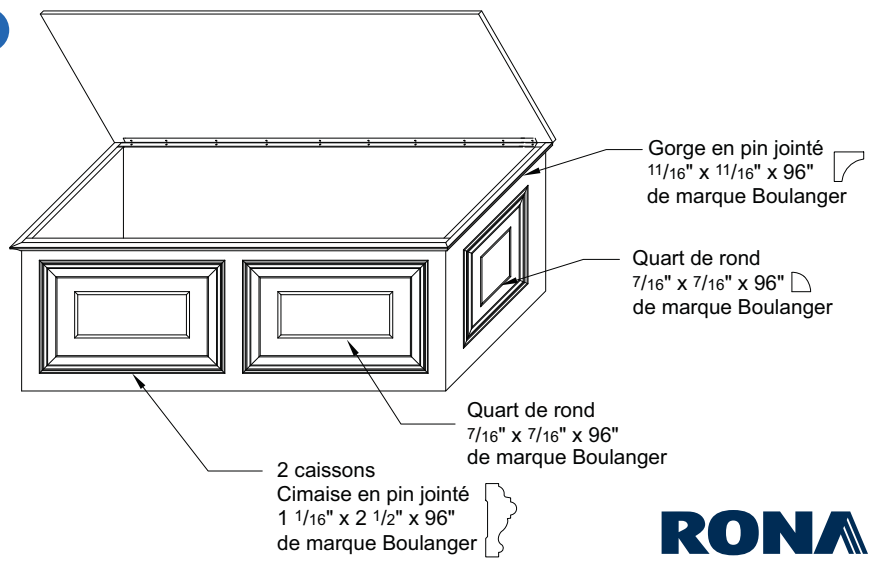 Gorge en pin jointé
11/16" x 11/16" x 96"
de marque Boulanger
Quart de rond
7/16" x 7/16" x 96"
de marque Boulanger
Quart de rond
7/16" x 7/16" x 96"
de marque Boulanger
2 caissons
Cimaise en pin jointé
1 1/16" x 2 1/2" x 96"
de marque Boulanger
RONA